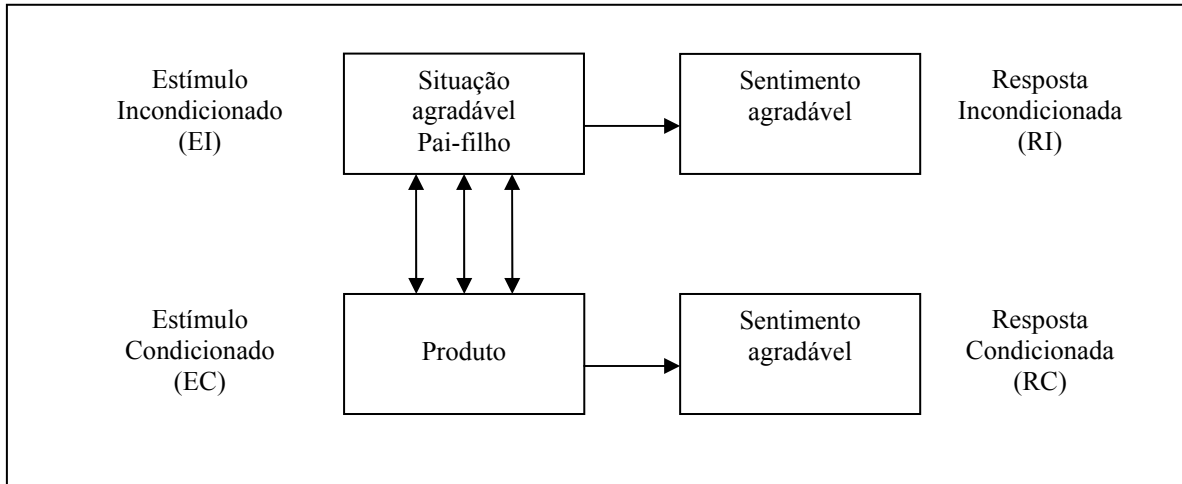 Estímulo
Incondicionado
(EI)
Situação
agradável
Pai-filho
Sentimento
agradável
Resposta
Incondicionada
(RI)
Estímulo
Condicionado
(EC)
Produto
Sentimento
agradável
Resposta
Condicionada
(RC)